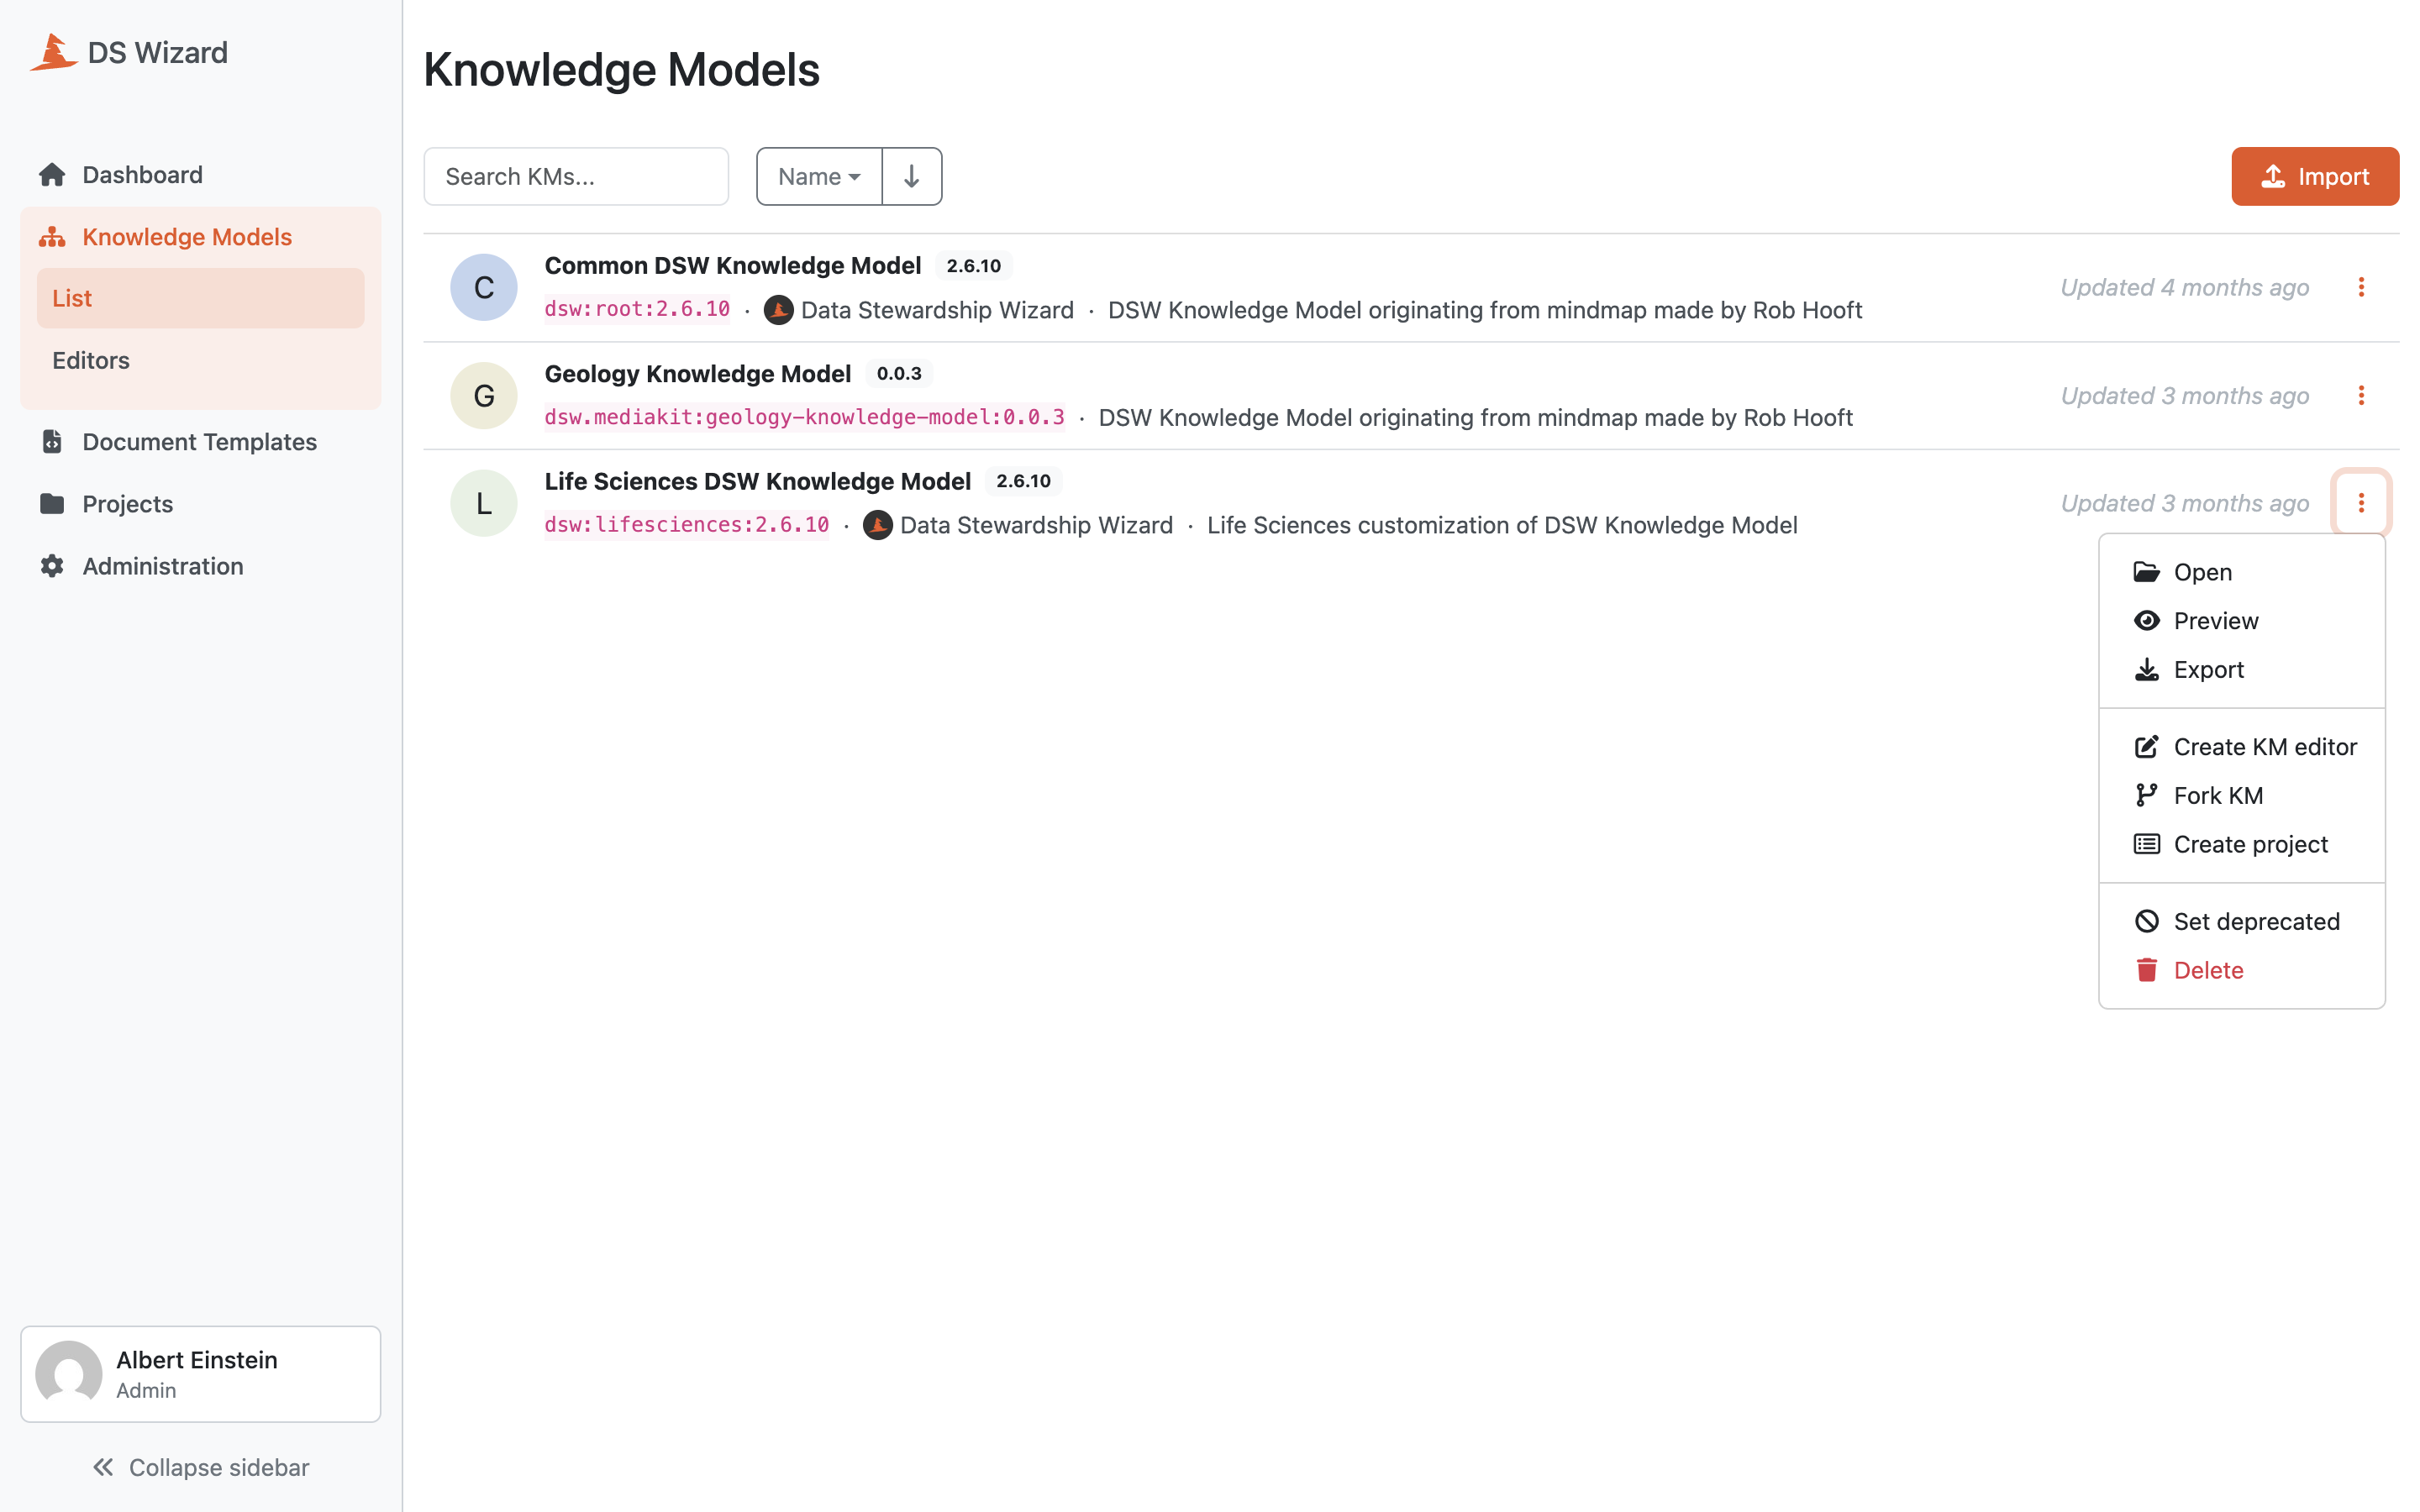 DS Wizard
Dashboard
Knowledge Models
List
Editors
Document Templates
Projects
Administration
Albert Einstein
Admin
Collapse sidebar
Knowledge Models
Search KMs...
Name
Import
C
Common DSW Knowledge Model 2.6.10
dsw:root:2.6.10 · Data Stewardship Wizard · DSW Knowledge Model originating from mindmap made by Rob Hooft
Updated 4 months ago
G
Geology Knowledge Model 0.0.3
dsw.mediakit:geology-knowledge-model:0.0.3 · DSW Knowledge Model originating from mindmap made by Rob Hooft
Updated 3 months ago
L
Life Sciences DSW Knowledge Model 2.6.10
dsw:lifesciences:2.6.10 · Data Stewardship Wizard · Life Sciences customization of DSW Knowledge Model
Updated 3 months ago
Open
Preview
Export
Create KM editor
Fork KM
Create project
Set deprecated
Delete